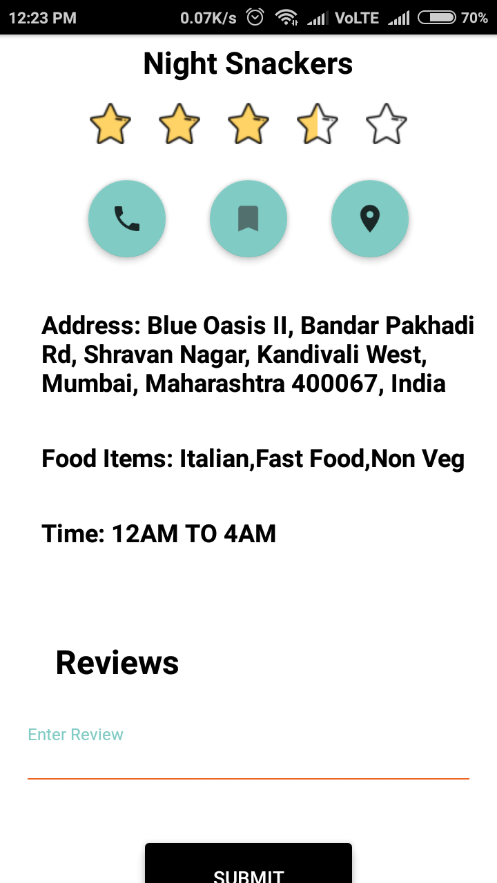 12:23 PM 0.07K/s VoLTE 70%
Night Snackers
Address: Blue Oasis II, Bandar Pakhadi
Rd, Shravan Nagar, Kandivali West,
Mumbai, Maharashtra 400067, India
Food Items: Italian,Fast Food,Non Veg
Time: 12AM TO 4AM
Reviews
Enter Review
SUBMIT